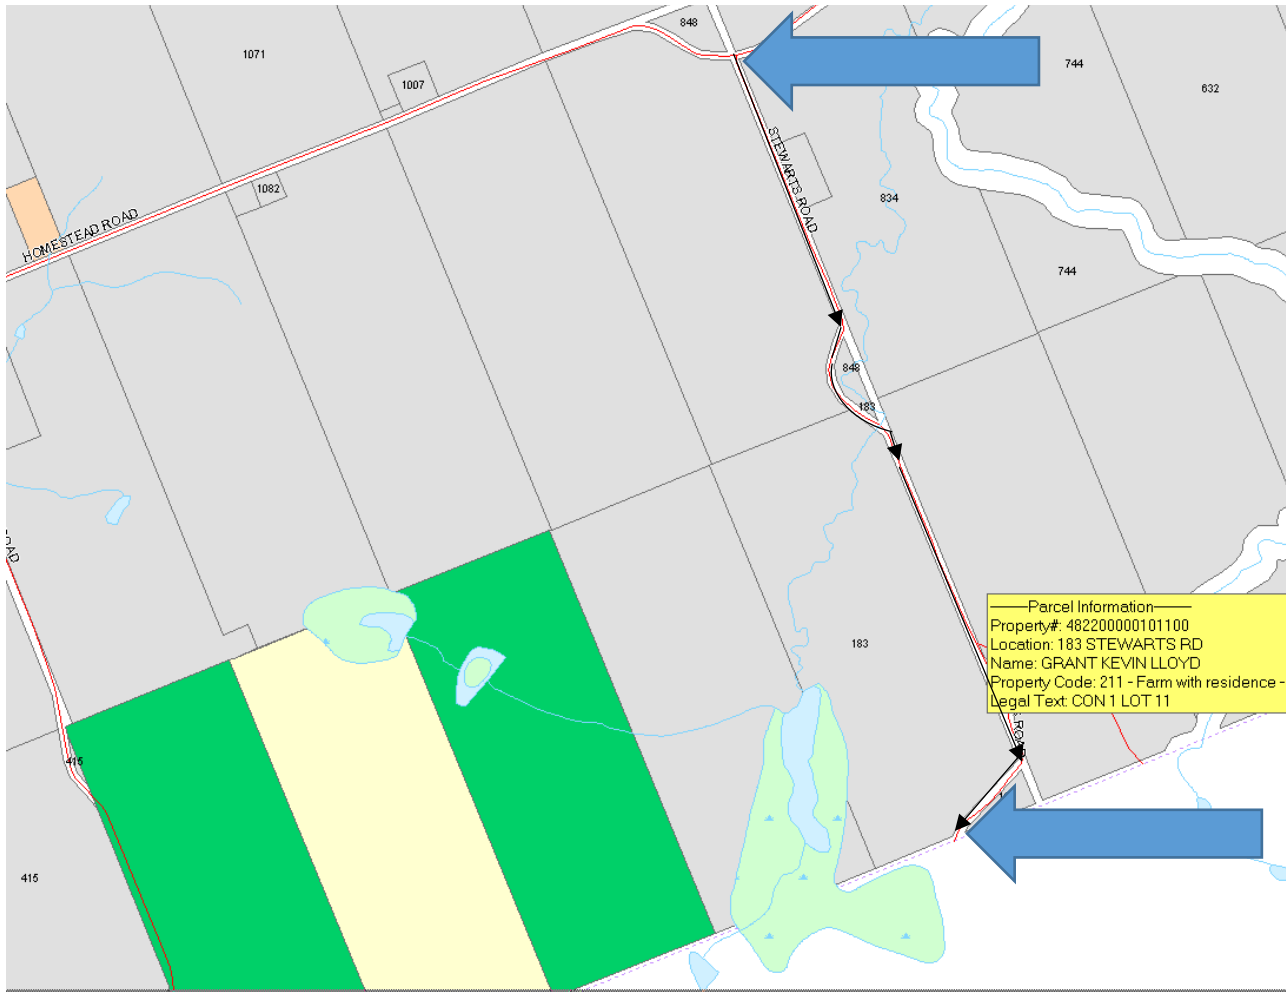 848
1071
744
1007
632
STEWARTS ROAD
1082
834
HOMESTEAD ROAD
744
848
183
ROAD
———Parcel Information———
Property#: 482200000101100
Location: 183 STEWARTS RD
Name: GRANT KEVIN LLOYD
Property Code: 211 - Farm with residence -
Legal Text: CON 1 LOT 11
183
ROAD
415
1
415